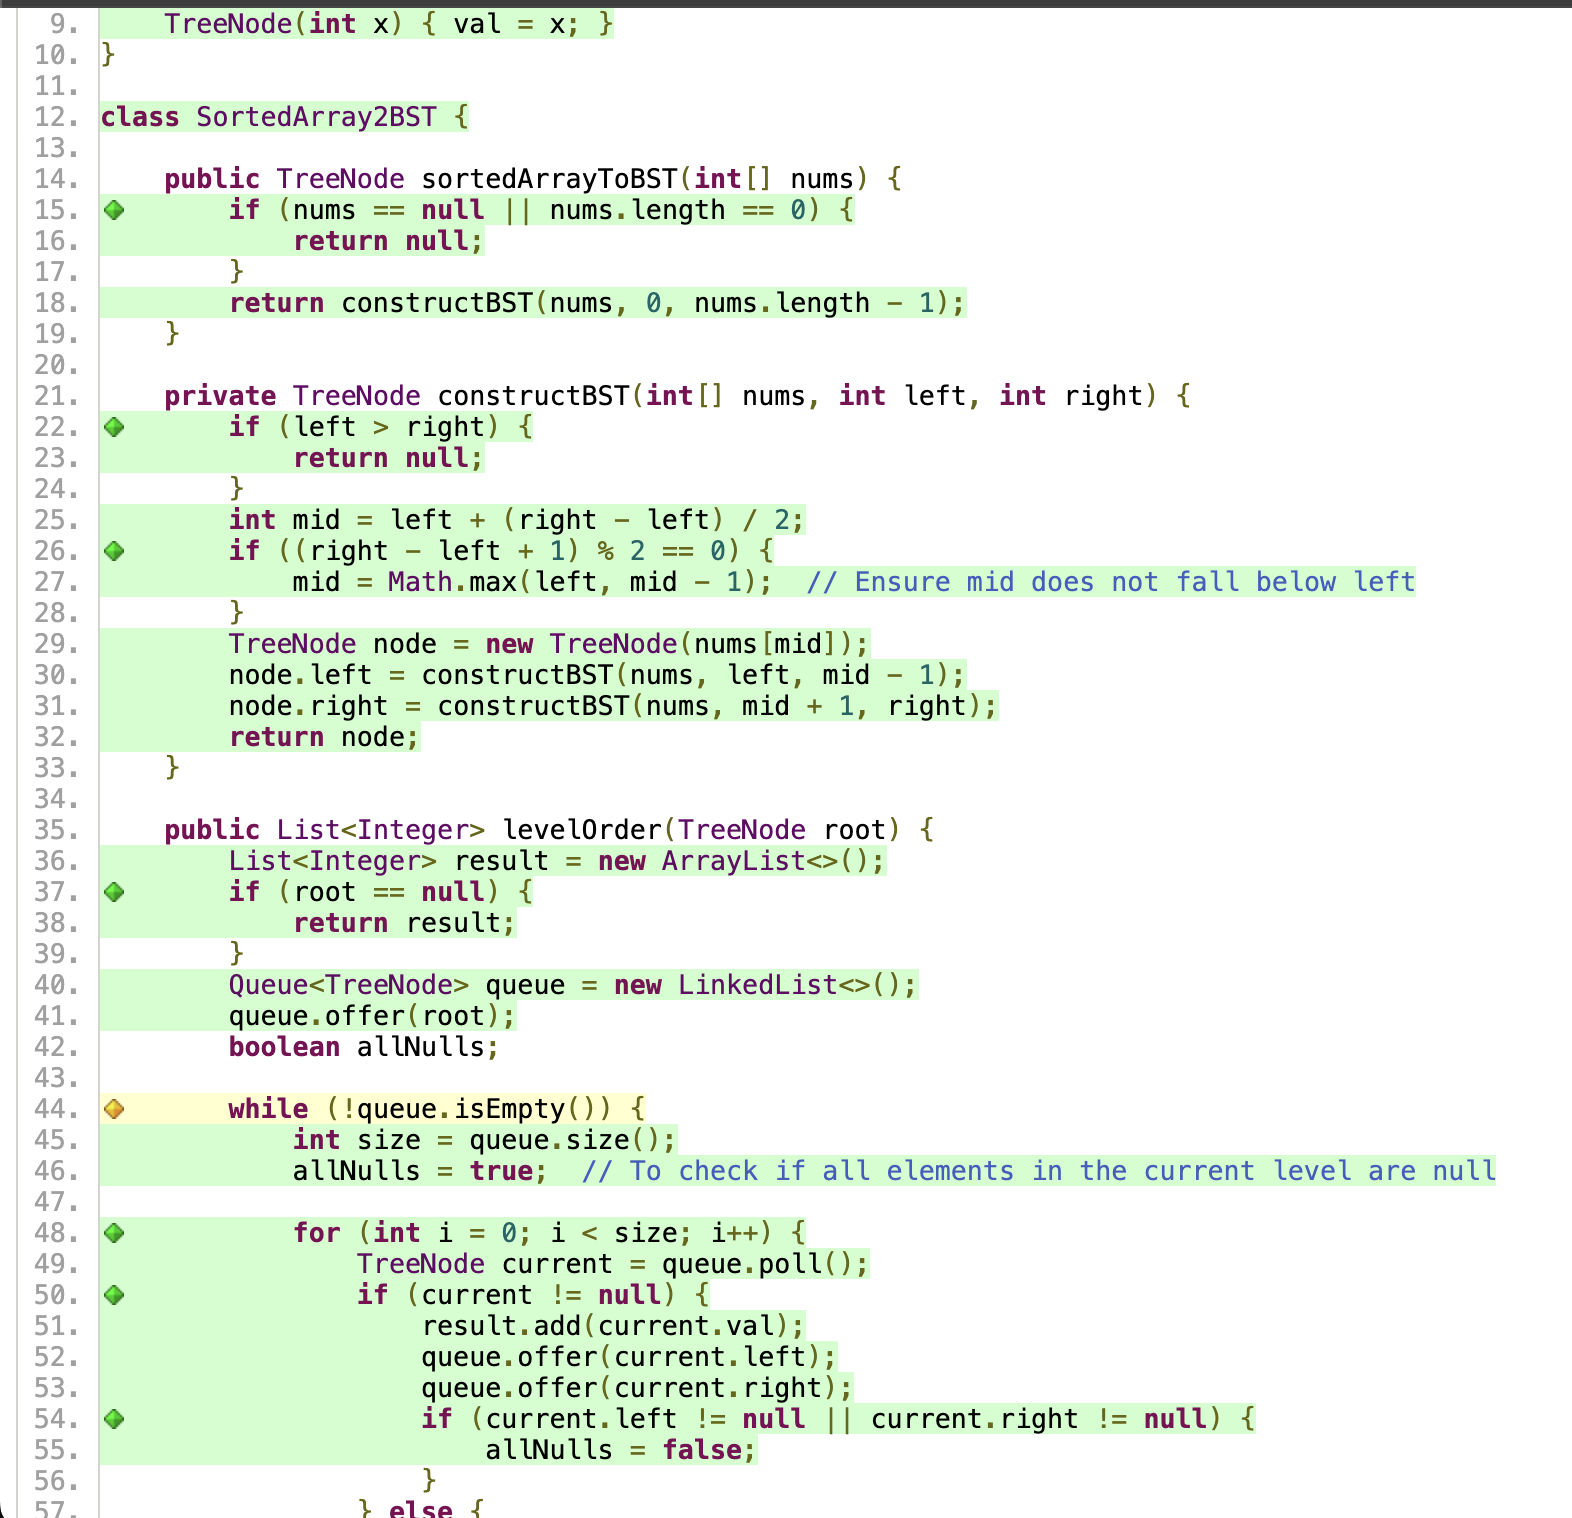 9.     TreeNode(int x) { val = x; }
10. }
11.
12. class SortedArray2BST {
13.
14.     public TreeNode sortedArrayToBST(int[] nums) {
15.         if (nums == null || nums.length == 0) {
16.             return null;
17.         }
18.         return constructBST(nums, 0, nums.length - 1);
19.     }
20.
21.     private TreeNode constructBST(int[] nums, int left, int right) {
22.         if (left > right) {
23.             return null;
24.         }
25.         int mid = left + (right - left) / 2;
26.         if ((right - left + 1) % 2 == 0) {
27.             mid = Math.max(left, mid - 1);  // Ensure mid does not fall below left
28.         }
29.         TreeNode node = new TreeNode(nums[mid]);
30.         node.left = constructBST(nums, left, mid - 1);
31.         node.right = constructBST(nums, mid + 1, right);
32.         return node;
33.     }
34.
35.     public List<Integer> levelOrder(TreeNode root) {
36.         List<Integer> result = new ArrayList<>();
37.         if (root == null) {
38.             return result;
39.         }
40.         Queue<TreeNode> queue = new LinkedList<>();
41.         queue.offer(root);
42.         boolean allNulls;
43.
44.         while (!queue.isEmpty()) {
45.             int size = queue.size();
46.             allNulls = true;  // To check if all elements in the current level are null
47.
48.             for (int i = 0; i < size; i++) {
49.                 TreeNode current = queue.poll();
50.                 if (current != null) {
51.                     result.add(current.val);
52.                     queue.offer(current.left);
53.                     queue.offer(current.right);
54.                     if (current.left != null || current.right != null) {
55.                         allNulls = false;
56.                     }
57.                 } else {